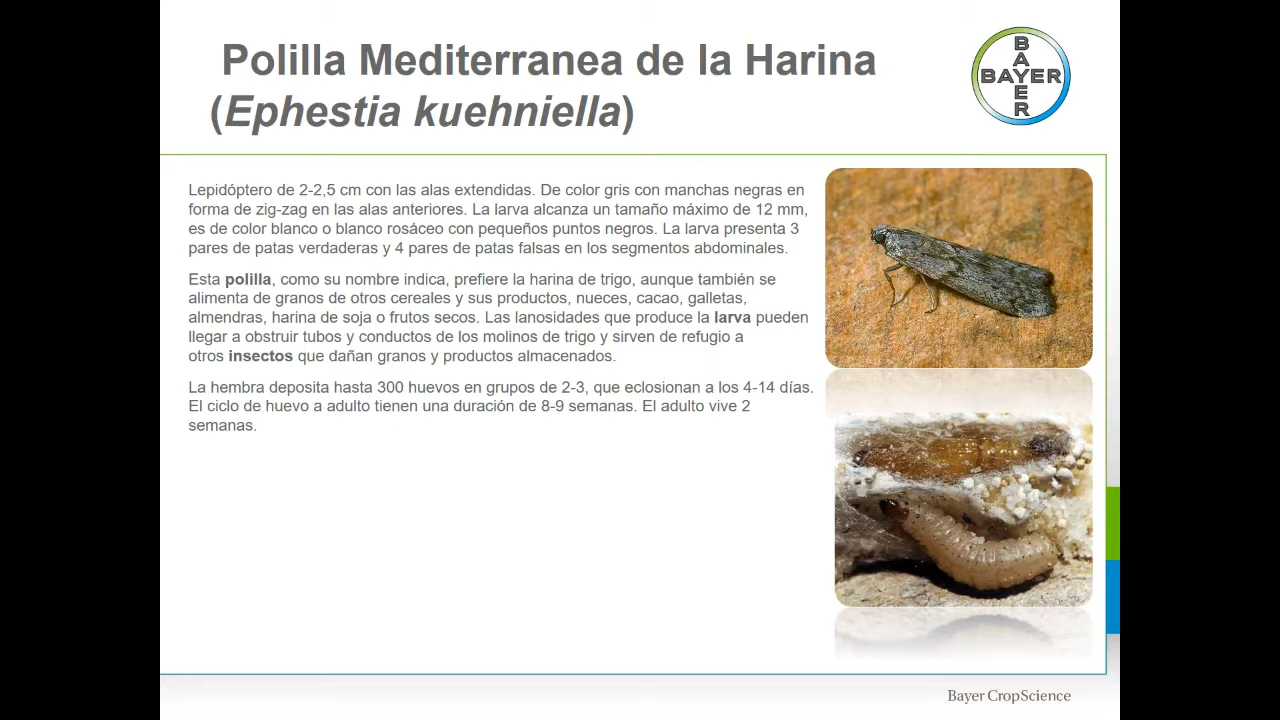 Polilla Mediterranea de la Harina
(Ephestia kuehniella)
BAYER
BAYER
Lepidóptero de 2-2,5 cm con las alas extendidas. De color gris con manchas negras en
forma de zig-zag en las alas anteriores. La larva alcanza un tamaño máximo de 12 mm,
es de color blanco o blanco rosáceo con pequeños puntos negros. La larva presenta 3
pares de patas verdaderas y 4 pares de patas falsas en los segmentos abdominales.
Esta polilla, como su nombre indica, prefiere la harina de trigo, aunque también se
alimenta de granos de otros cereales y sus productos, nueces, cacao, galletas,
almendras, harina de soja o frutos secos. Las lanosidades que produce la larva pueden
llegar a obstruir tubos y conductos de los molinos de trigo y sirven de refugio a
otros insectos que dañan granos y productos almacenados.
La hembra deposita hasta 300 huevos en grupos de 2-3, que eclosionan a los 4-14 días.
El ciclo de huevo a adulto tienen una duración de 8-9 semanas. El adulto vive 2
semanas.
Bayer CropScience